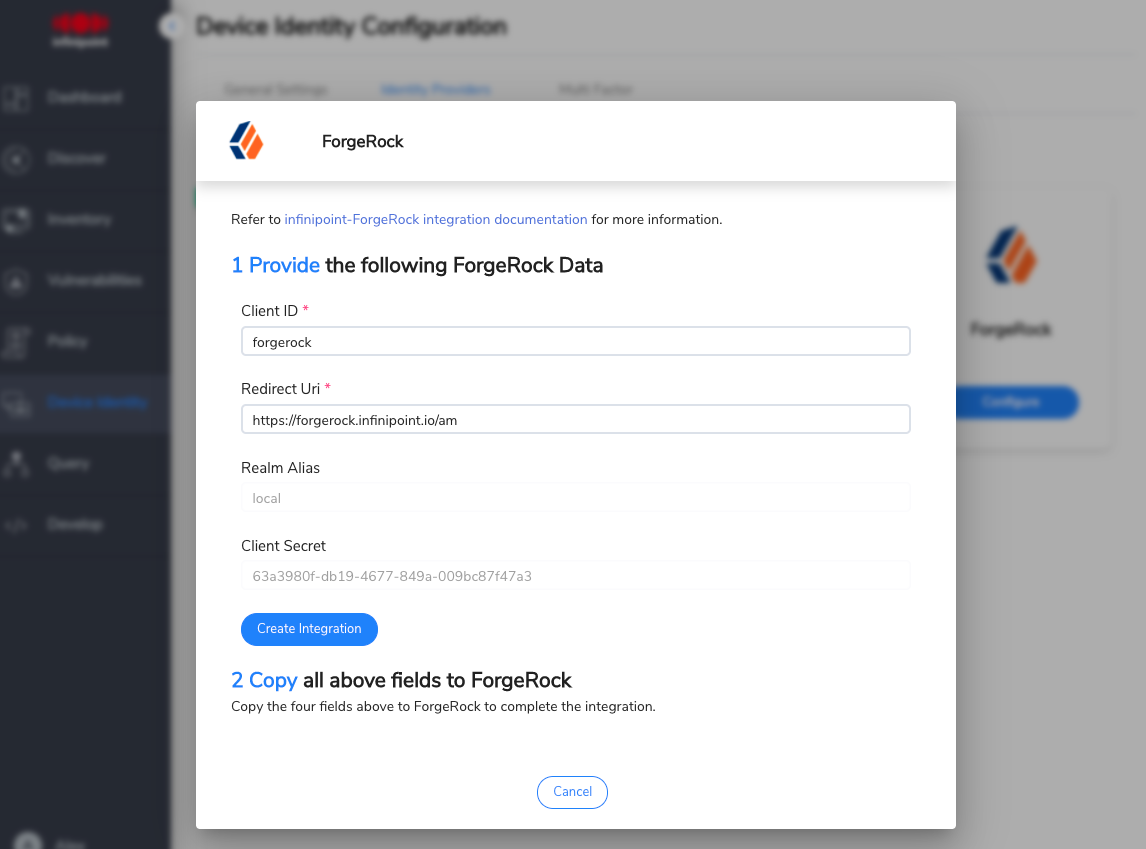 infinipoint
Device Identity Configuration
General Settings
Identity Providers
Multi Factor
Dashboard
Discover
Inventory
Vulnerabilities
Policy
Device Identity
Query
Develop
ForgeRock
Refer to infinipoint-ForgeRock integration documentation for more information.
1 Provide the following ForgeRock Data
Client ID *
forgerock
Redirect Uri *
https://forgerock.infinipoint.io/am
Realm Alias
local
Client Secret
63a3980f-db19-4677-849a-009bc87f47a3
Create Integration
2 Copy all above fields to ForgeRock
Copy the four fields above to ForgeRock to complete the integration.
Cancel
ForgeRock
Configure